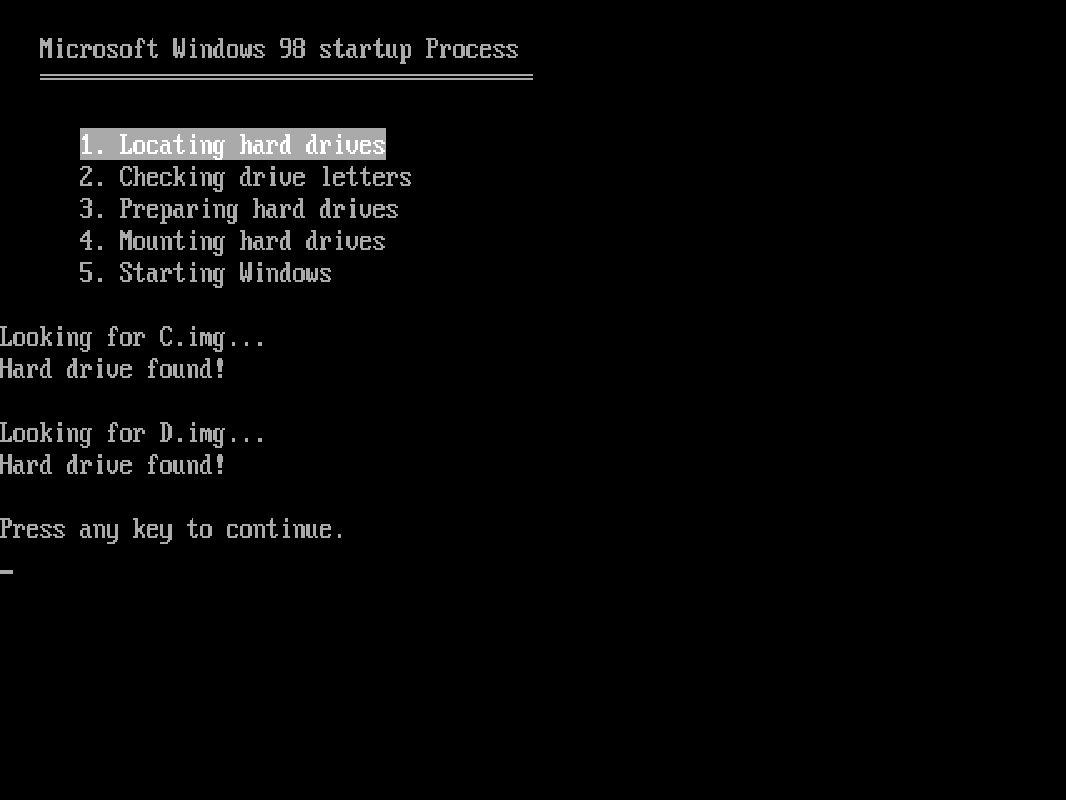 Microsoft Windows 98 startup Process
1. Locating hard drives
2. Checking drive letters
3. Preparing hard drives
4. Mounting hard drives
5. Starting Windows
Looking for C.img...
Hard drive found!
Looking for D.img...
Hard drive found!
Press any key to continue.